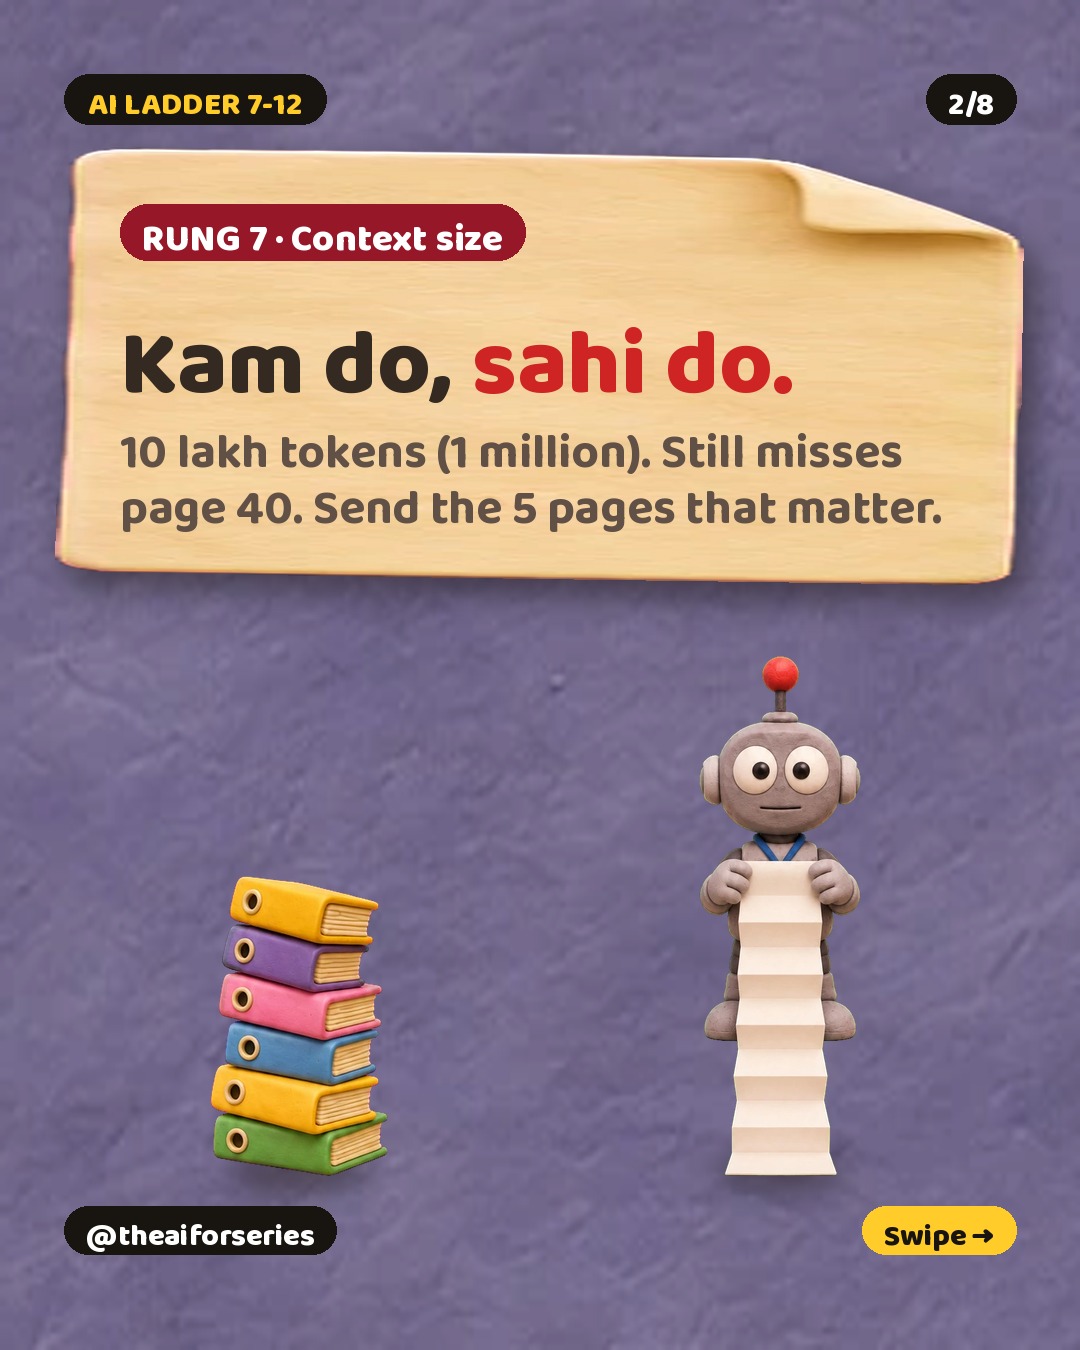 AI LADDER 7-12
2/8
RUNG 7 · Context size
Kam do, sahi do.
10 lakh tokens (1 million). Still misses
page 40. Send the 5 pages that matter.
@theaiforseries
Swipe →